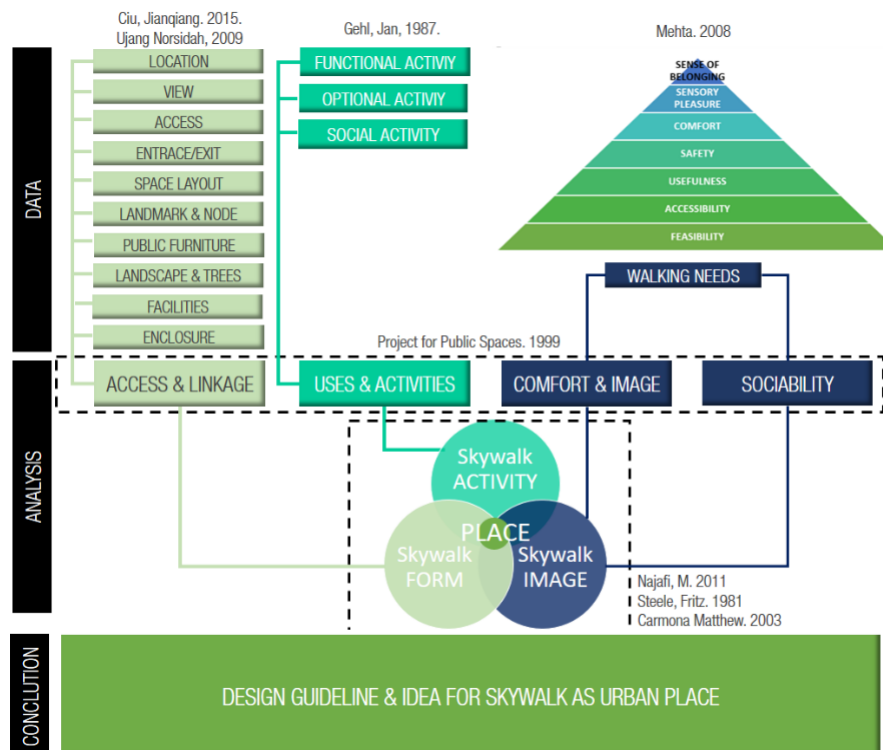 Ciu, Jianqiang. 2015.
Ujang Norsidah, 2009
Gehl, Jan, 1987.
Mehta. 2008
DATA
LOCATION
VIEW
ACCESS
ENTRACE/EXIT
SPACE LAYOUT
LANDMARK & NODE
PUBLIC FURNITURE
LANDSCAPE & TREES
FACILITIES
ENCLOSURE
FUNCTIONAL ACTIVIY
OPTIONAL ACTIVIY
SOCIAL ACTIVITY
SENSE OF
BELONGING
SENSORY
PLEASURE
COMFORT
SAFETY
USEFULNESS
ACCESSIBILITY
FEASIBILITY
WALKING NEEDS
Project for Public Spaces. 1999
ANALYSIS
ACCESS & LINKAGE
USES & ACTIVITIES
COMFORT & IMAGE
SOCIABILITY
Skywalk
ACTIVITY
PLACE
Skywalk
FORM
Skywalk
IMAGE
Najafi, M. 2011
Steele, Fritz. 1981
Carmona Matthew. 2003
CONCLUTION
DESIGN GUIDELINE & IDEA FOR SKYWALK AS URBAN PLACE